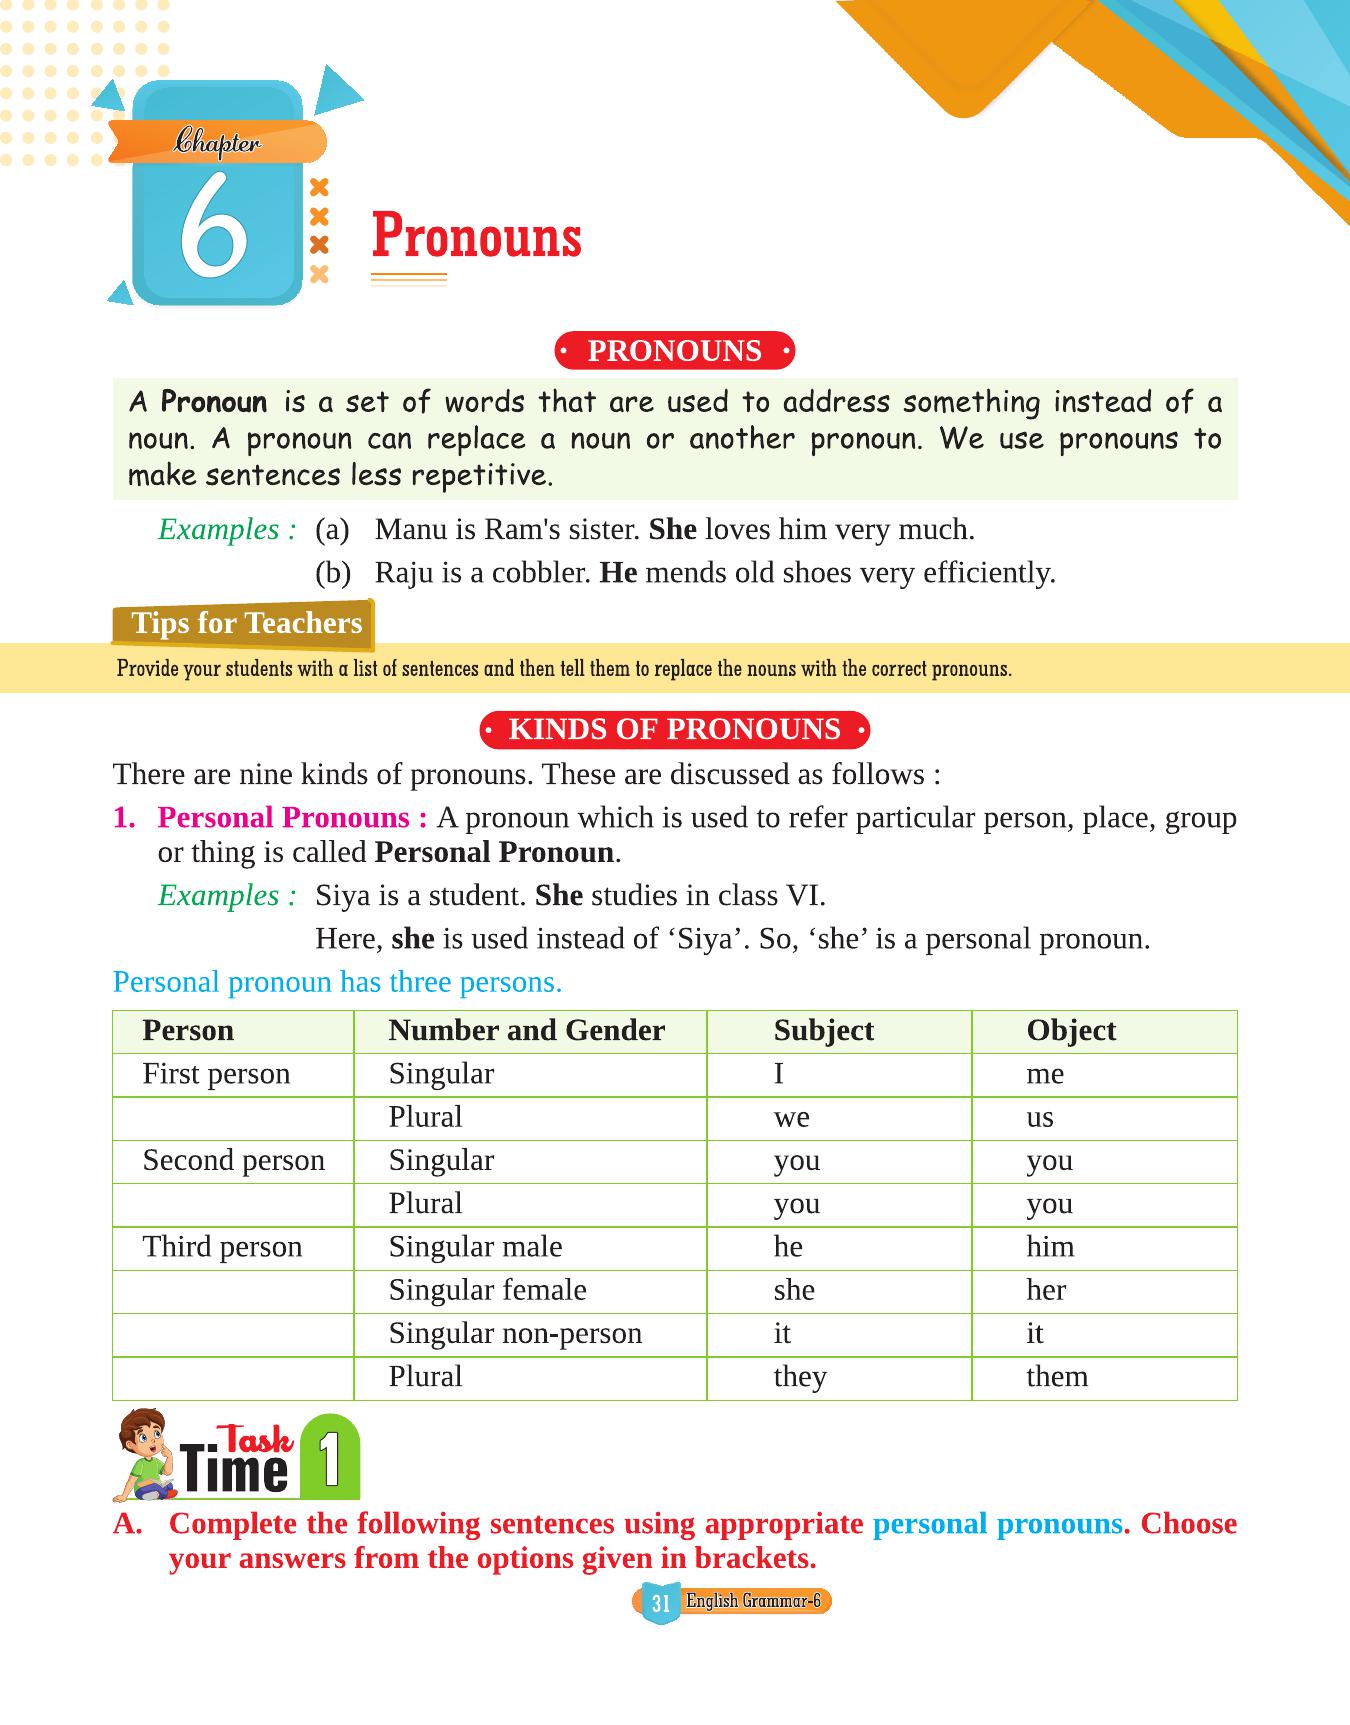 Chapter
6
Pronouns
PRONOUNS
A Pronoun is a set of words that are used to address something instead of a
noun. A pronoun can replace a noun or another pronoun. We use pronouns to
make sentences less repetitive.
Examples : (a) Manu is Ram's sister. She loves him very much.
(b) Raju is a cobbler. He mends old shoes very efficiently.
Tips for Teachers
Provide your students with a list of sentences and then tell them to replace the nouns with the correct pronouns.
KINDS OF PRONOUNS
There are nine kinds of pronouns. These are discussed as follows :
1. Personal Pronouns : A pronoun which is used to refer particular person, place, group
or thing is called Personal Pronoun.
Examples : Siya is a student. She studies in class VI.
Here, she is used instead of ‘Siya’. So, ‘she’ is a personal pronoun.
Personal pronoun has three persons.
Person Number and Gender Subject Object
First person Singular I me
Plural we us
Second person Singular you you
Plural you you
Third person Singular male he him
Singular female she her
Singular non-person it it
Plural they them
Task
Time 1
A. Complete the following sentences using appropriate personal pronouns. Choose
your answers from the options given in brackets.
31 English Grammar-6